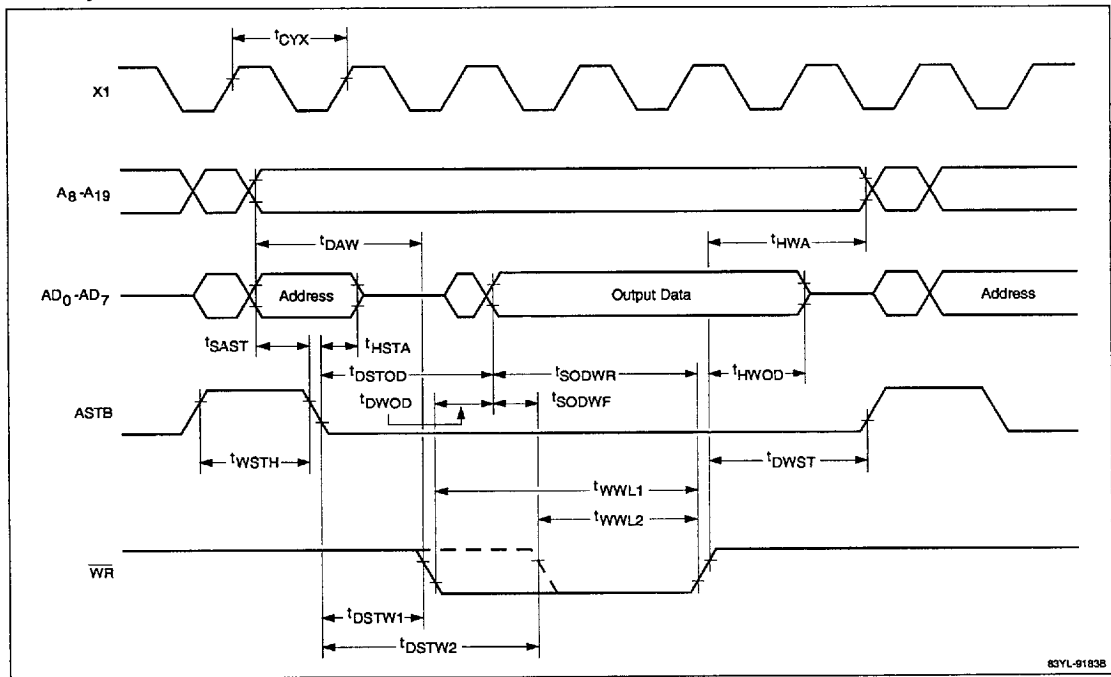 tCYX
X1
A8-A19
tDAW
tHWA
AD0-AD7
Address
Output Data
Address
tSAST
tHSTA
tDSTOD
tSODWR
tHWOD
tDWOD
tSODWF
ASTB
tWSTH
tDWST
tWWL1
tWWL2
WR
tDSTW1
tDSTW2
83YL-9183B